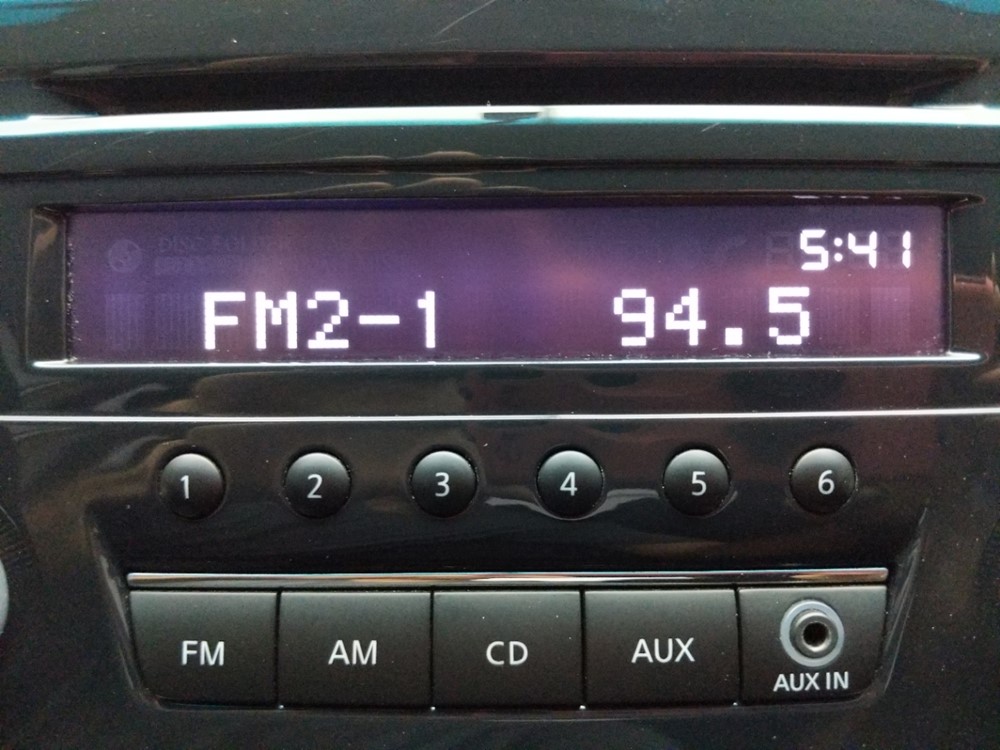 5:41
FM2-1 94.5
1 2 3 4 5 6
FM AM CD AUX
AUX IN